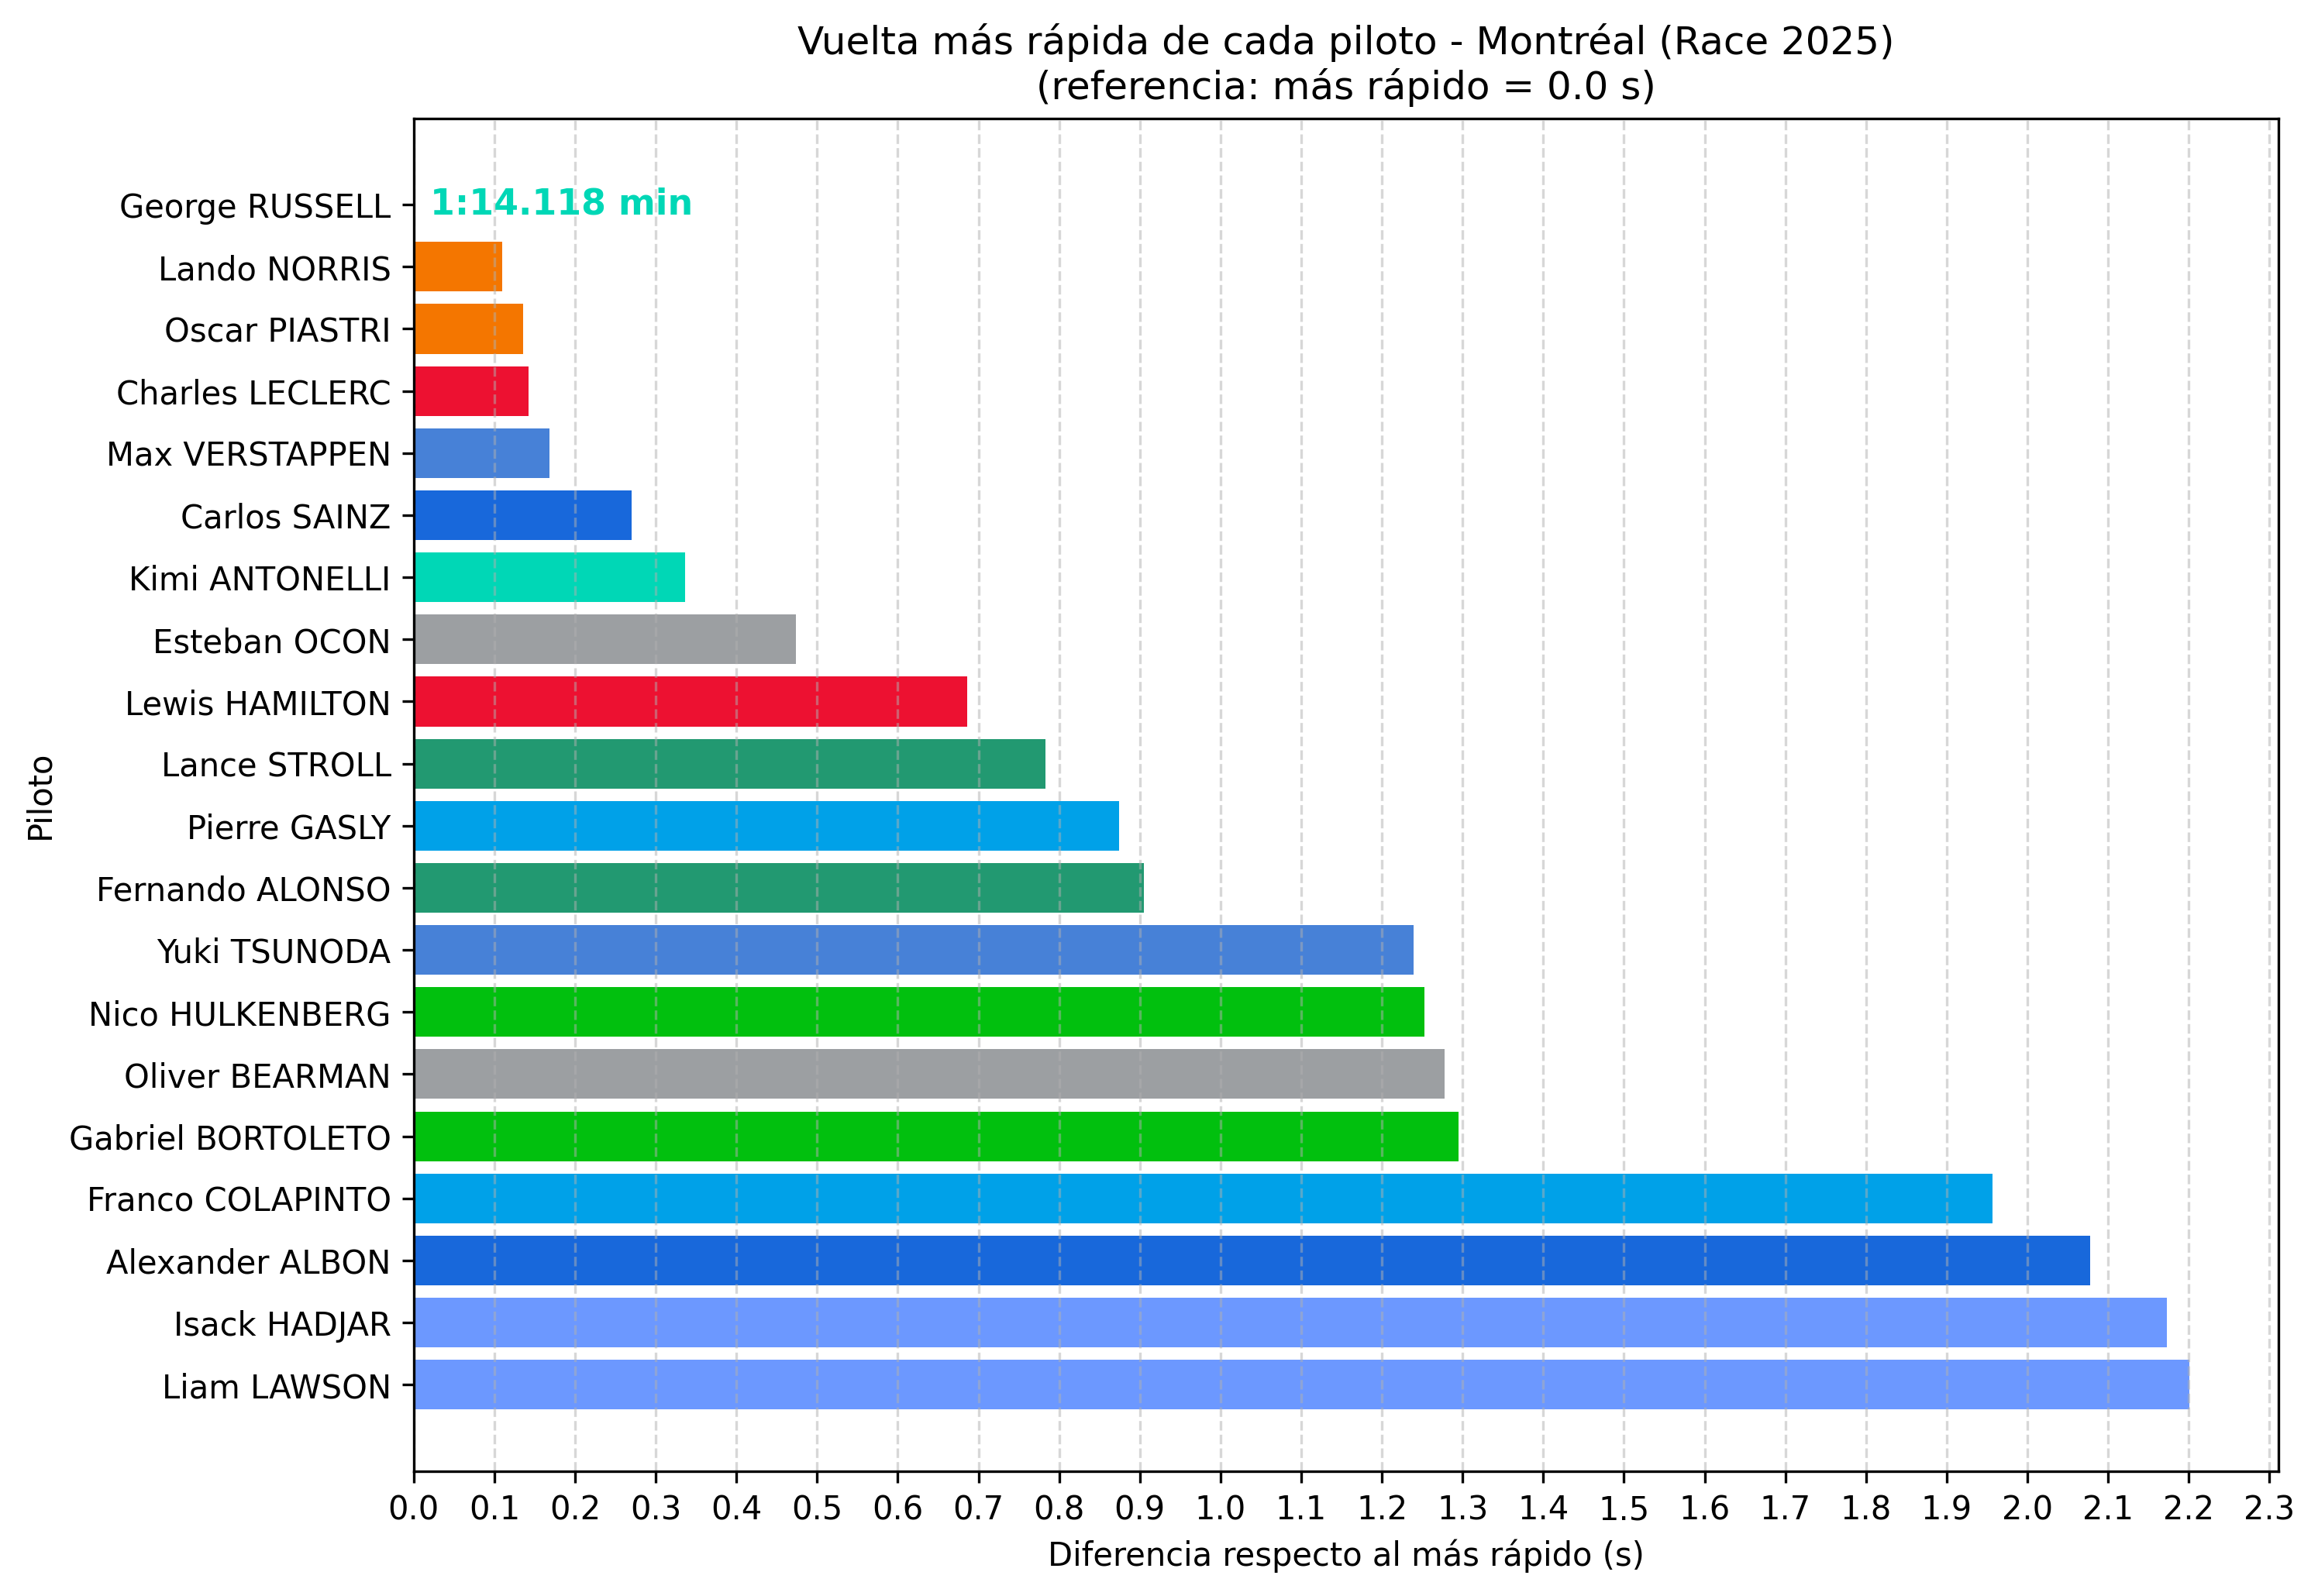 Vuelta más rápida de cada piloto - Montréal (Race 2025)
(referencia: más rápido = 0.0 s)
Piloto
George RUSSELL
1:14.118 min
Lando NORRIS
Oscar PIASTRI
Charles LECLERC
Max VERSTAPPEN
Carlos SAINZ
Kimi ANTONELLI
Esteban OCON
Lewis HAMILTON
Lance STROLL
Pierre GASLY
Fernando ALONSO
Yuki TSUNODA
Nico HULKENBERG
Oliver BEARMAN
Gabriel BORTOLETO
Franco COLAPINTO
Alexander ALBON
Isack HADJAR
Liam LAWSON
0.0 0.1 0.2 0.3 0.4 0.5 0.6 0.7 0.8 0.9 1.0 1.1 1.2 1.3 1.4 1.5 1.6 1.7 1.8 1.9 2.0 2.1 2.2 2.3
Diferencia respecto al más rápido (s)